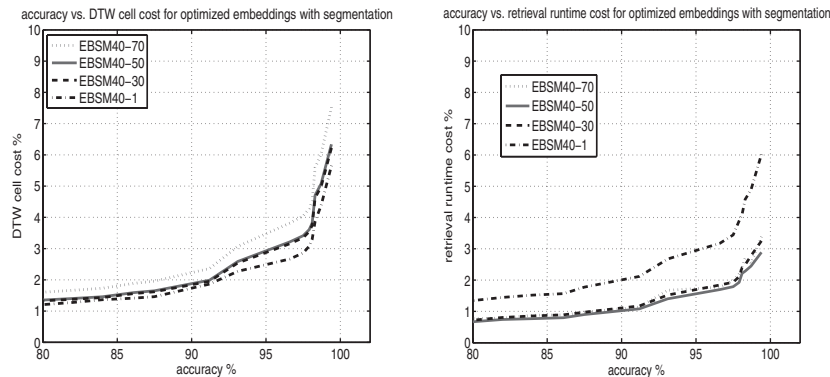 accuracy vs. DTW cell cost for optimized embeddings with segmentation
10
9
8
7
6
5
4
3
2
1
0
DTW cell cost %
EBSM40-70
EBSM40-50
EBSM40-30
EBSM40-1
80
85
90
95
100
accuracy %
accuracy vs. retrieval runtime cost for optimized embeddings with segmentation
10
9
8
7
6
5
4
3
2
1
0
retrieval runtime cost %
EBSM40-70
EBSM40-50
EBSM40-30
EBSM40-1
80
85
90
95
100
accuracy %